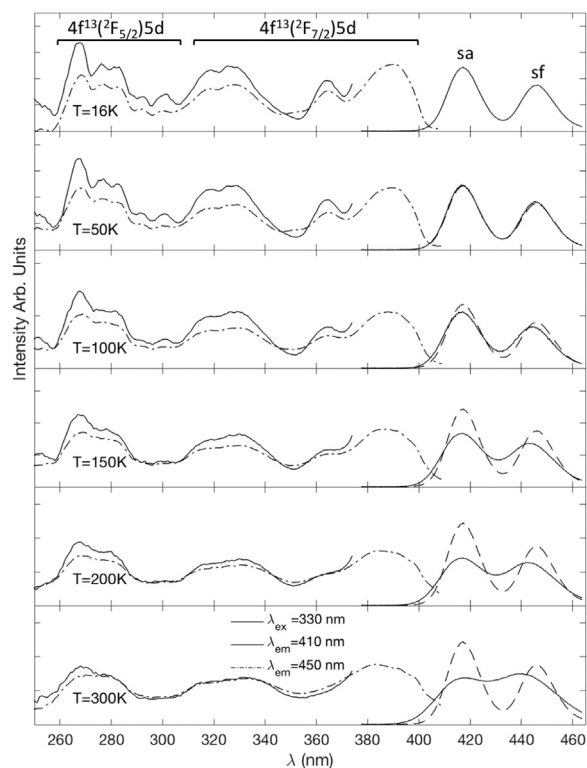 4f¹³(²F₅/₂)5d 4f¹³(²F₇/₂)5d
sa sf
T=16K
T=50K
T=100K
T=150K
T=200K
λex=330 nm
λem=410 nm
λem=450 nm
T=300K
Intensity Arb. Units
260 280 300 320 340 360 380 400 420 440 460
λ (nm)